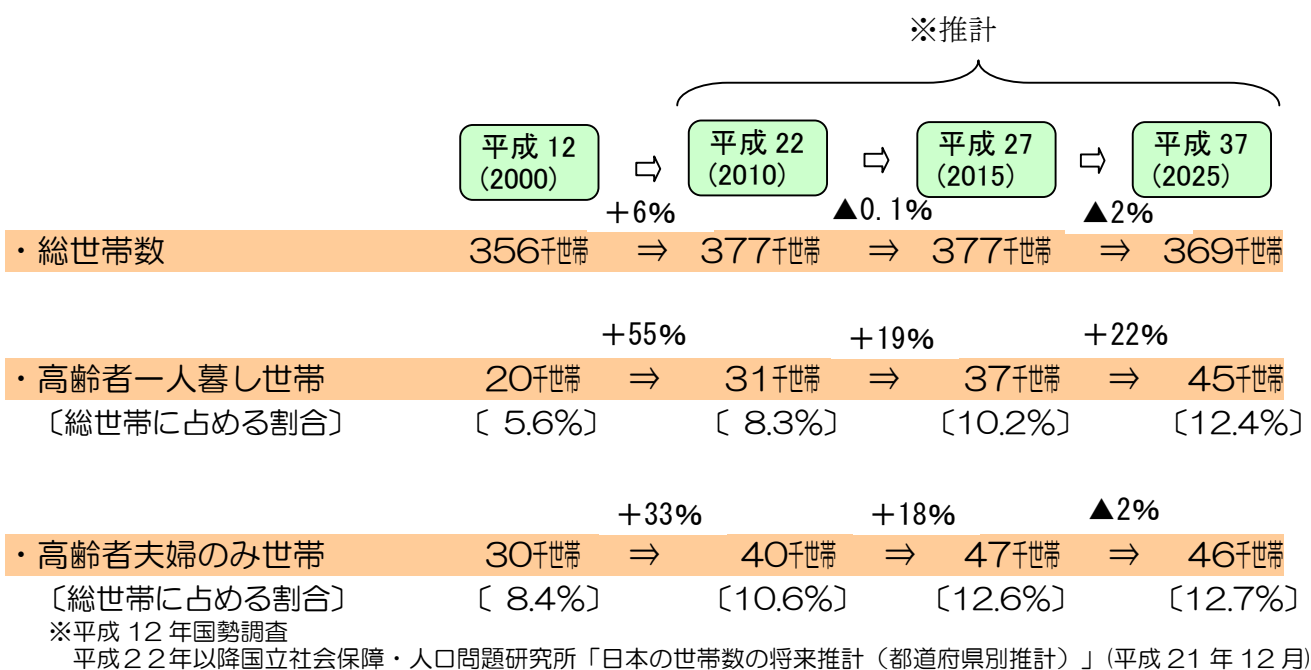 ※推計
平成 12 ⇨ 平成 22 ⇨ 平成 27 ⇨ 平成 37
(2000) (2010) (2015) (2025)
+6% ▲0.1% ▲2%
・総世帯数 356千世帯 ⇒ 377千世帯 ⇒ 377千世帯 ⇒ 369千世帯
+55% +19% +22%
・高齢者一人暮し世帯 20千世帯 ⇒ 31千世帯 ⇒ 37千世帯 ⇒ 45千世帯
〔総世帯に占める割合〕 〔 5.6%〕 〔 8.3%〕 〔10.2%〕 〔12.4%〕
+33% +18% ▲2%
・高齢者夫婦のみ世帯 30千世帯 ⇒ 40千世帯 ⇒ 47千世帯 ⇒ 46千世帯
〔総世帯に占める割合〕 〔 8.4%〕 〔10.6%〕 〔12.6%〕 〔12.7%〕
※平成 12 年国勢調査
平成22年以降国立社会保障・人口問題研究所「日本の世帯数の将来推計（都道府県別推計）」(平成 21 年 12 月)